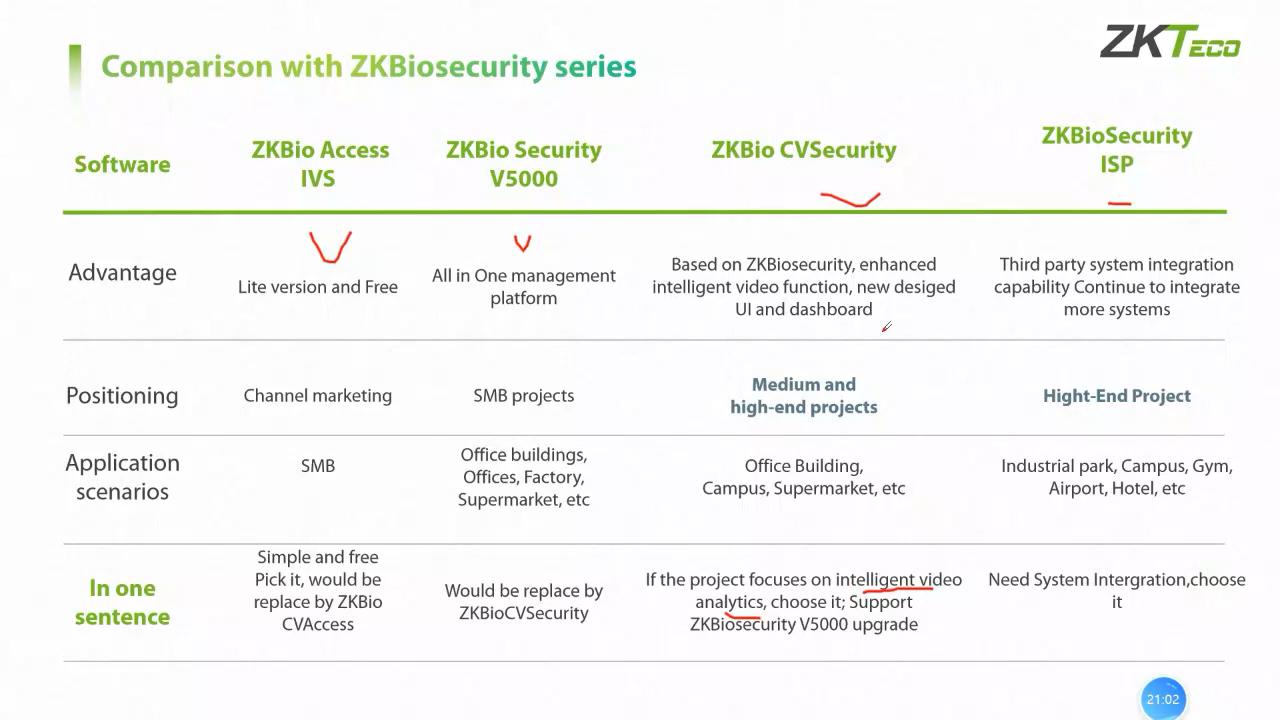 ZKTECO
Comparison with ZKBiosecurity series
Software
ZKBio Access
IVS
ZKBio Security
V5000
ZKBio CVSecurity
ZKBioSecurity
ISP
Advantage
Lite version and Free
All in One management
platform
Based on ZKBiosecurity, enhanced
intelligent video function, new desiged
UI and dashboard
Third party system integration
capability Continue to integrate
more systems
Positioning
Channel marketing
SMB projects
Medium and
high-end projects
Hight-End Project
Application
scenarios
SMB
Office buildings,
Offices, Factory,
Supermarket, etc
Office Building,
Campus, Supermarket, etc
Industrial park, Campus, Gym,
Airport, Hotel, etc
In one
sentence
Simple and free
Pick it, would be
replace by ZKBio
CVAccess
Would be replace by
ZKBioCVSecurity
If the project focuses on intelligent video
analytics, choose it; Support
ZKBiosecurity V5000 upgrade
Need System Intergration,choose
it
21:02